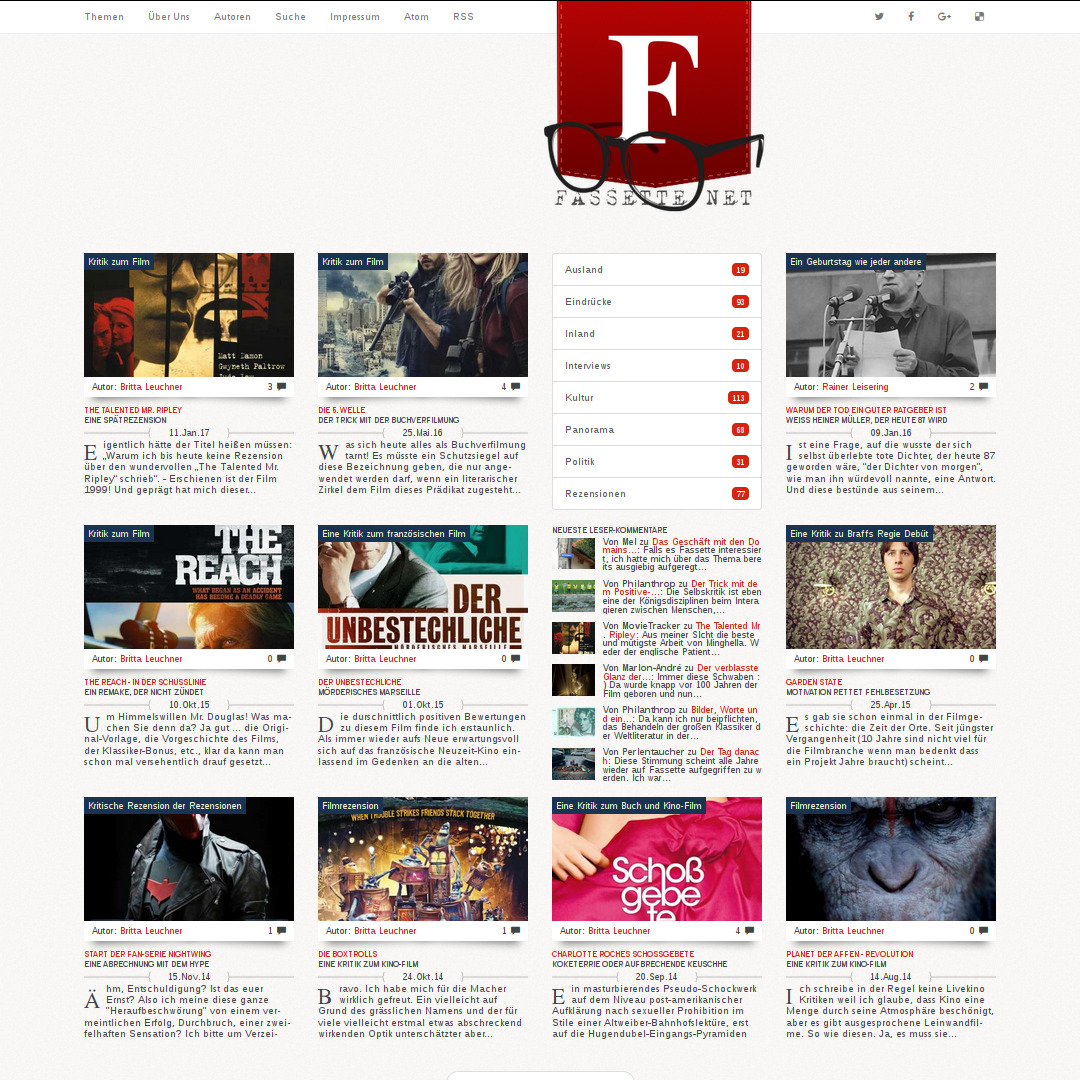 Themen
Über Uns
Autoren
Suche
Impressum
Atom
RSS
F
FASSETTE NET
Kritik zum Film
Matt Damon
Gwyneth Paltrow
Autor: Britta Leuchner
3
THE TALENTED MR. RIPLEY
EINE SPÄTREZENSION
11.Jan.17
Eigentlich hätte der Titel heißen müssen:
„Warum ich bis heute keine Rezension
über den wundervollen „The Talented Mr.
Ripley" schrieb". - Erschienen ist der Film
1999! Und geprägt hat mich dieser...
Kritik zum Film
Autor: Britta Leuchner
4
DIE 5. WELLE
DER TRICK MIT DER BUCHVERFILMUNG
25.Mai.16
Was sich heute alles als Buchverfilmung
tarnt! Es müsste ein Schutzsiegel auf
diese Bezeichnung geben, die nur ange-
wendet werden darf, wenn ein literarischer
Zirkel dem Film dieses Prädikat zugesteht...
Ausland
19
Eindrücke
93
Inland
21
Interviews
10
Kultur
113
Panorama
68
Politik
31
Rezensionen
77
Ein Geburtstag wie jeder andere
Autor: Rainer Leisering
2
WARUM DER TOD EIN GUTER RATGEBER IST
WEISS HEINER MÜLLER, DER HEUTE 87 WIRD
09.Jan.16
Ist eine Frage, auf die wusste der sich
selbst überlebte tote Dichter, der heute 87
geworden wäre, "der Dichter von morgen",
wie man ihn würdevoll nannte, eine Antwort.
Und diese bestünde aus seinem...
Kritik zum Film
THE
REACH
WHAT BEGAN AS AN ACCIDENT
HAS BECOME A DEADLY GAME
Autor: Britta Leuchner
0
THE REACH - IN DER SCHUSSLINIE
EIN REMAKE, DER NICHT ZÜNDET
10.Okt.15
Um Himmelswillen Mr. Douglas! Was ma-
chen Sie denn da? Ja gut ... die Origi-
nal-Vorlage, die Vorgeschichte des Films,
der Klassiker-Bonus, etc., klar da kann man
schon mal versehentlich drauf gesetzt...
Eine Kritik zum französischen Film
DER
UNBESTECHLICHE
MÖRDERISCHES MARSEILLE
Autor: Britta Leuchner
0
DER UNBESTECHLICHE
MÖRDERISCHES MARSEILLE
01.Okt.15
Die durschnittlich positiven Bewertungen
zu diesem Film finde ich erstaunlich.
Als immer wieder aufs Neue erwartungsvoll
sich auf das französische Neuzeit-Kino ein-
lassend im Gedenken an die alten...
NEUESTE LESER-KOMMENTARE
Von Mel zu Das Geschäft mit den Do
mains...: Falls es Fassette interessier
t, ich hatte mich über das Thema bere
its ausgiebig aufgeregt...
Von Philanthrop zu Der Trick mit de
m Positive-...: Die Selbskritik ist eben
eine der Königsdisziplinen beim Intera
gieren zwischen Menschen,...
Von MovieTracker zu The Talented Mr
. Ripley: Aus meiner SIcht die beste
und mutigste Arbeit von Minghella. W
eder der englische Patient...
Von Marlon-André zu Der verblasste
Glanz der...: Immer diese Schwaben :
) Da wurde knapp vor 100 Jahren der
Film geboren und nun...
Von Philanthrop zu Bilder, Worte un
d ein...: Da kann ich nur beipflichten,
das Behandeln der großen Klassiker d
er Weltliteratur in der...
Von Perlentaucher zu Der Tag danac
h: Diese Stimmung scheint alle Jahre
wieder auf Fassette aufgegriffen zu w
erden. Ich war...
Eine Kritik zu Braffs Regie Debüt
Autor: Britta Leuchner
0
GARDEN STATE
MOTIVATION RETTET FEHLBESETZUNG
25.Apr.15
Es gab sie schon einmal in der Filmge-
schichte: die Zeit der Orte. Seit jüngster
Vergangenheit (10 Jahre sind nicht viel für
die Filmbranche wenn man bedenkt dass
ein Projekt Jahre braucht) scheint...
Kritische Rezension der Rezensionen
Autor: Britta Leuchner
1
START DER FAN-SERIE NIGHTWING
EINE ABRECHNUNG MIT DEM HYPE
15.Nov.14
Ähm, Entschuldigung? Ist das euer
Ernst? Also ich meine diese ganze
"Heraufbeschwörung" von einem ver-
meintlichen Erfolg, Durchbruch, einer zwei-
felhaften Sensation? Ich bitte um Verzei-
Filmrezension
WHEN TROUBLE STRIKES FRIENDS STACK TOGETHER
Autor: Britta Leuchner
1
DIE BOXTROLLS
EINE KRITIK ZUM KINO-FILM
24.Okt.14
Bravo. Ich habe mich für die Macher
wirklich gefreut. Ein vielleicht auf
Grund des grässlichen Namens und der für
viele vielleicht erstmal etwas abschreckend
wirkenden Optik unterschätzter aber...
Eine Kritik zum Buch und Kino-Film
Schoß
gebe
te
Autor: Britta Leuchner
4
CHARLOTTE ROCHES SCHOSSGEBETE
KOKETERRIE ODER AUFBRECHENDE KEUSCHHE
20.Sep.14
Ein masturbierendes Pseudo-Schockwerk
auf dem Niveau post-amerikanischer
Aufklärung nach sexueller Prohibition im
Stile einer Altweiber-Bahnhofslektüre, erst
auf die Hugendubel-Eingangs-Pyramiden
Filmrezension
Autor: Britta Leuchner
0
PLANET DER AFFEN - REVOLUTION
EINE KRITIK ZUM KINO-FILM
14.Aug.14
Ich schreibe in der Regel keine Livekino
Kritiken weil ich glaube, dass Kino eine
Menge durch seine Atmosphäre beschönigt,
aber es gibt ausgesprochene Leinwandfil-
me. So wie diesen. Ja, es muss sie...